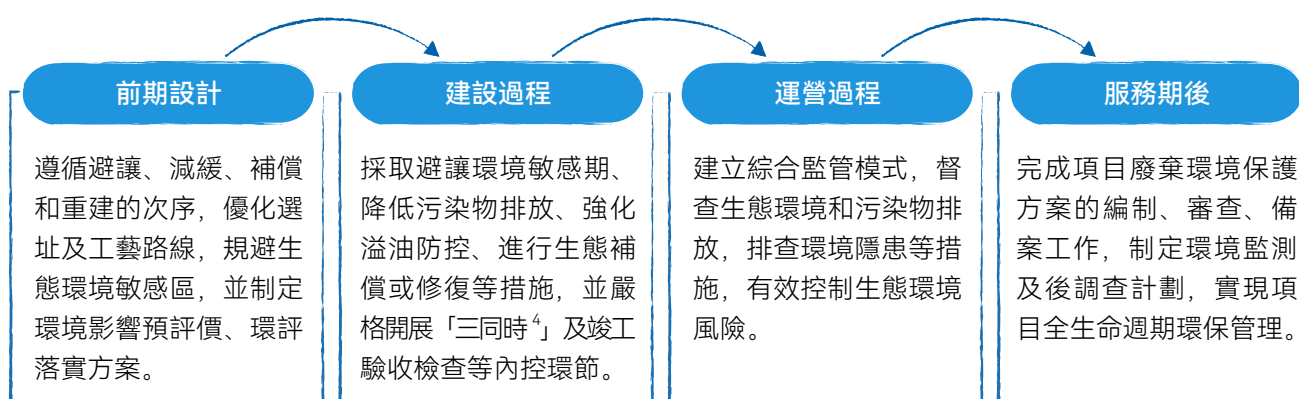 前期設計
遵循避讓、減緩、補償
和重建的次序，優化選
址及工藝路線，規避生
態環境敏感區，並制定
環境影響預評價、環評
落實方案。
建設過程
採取避讓環境敏感期、
降低污染物排放、強化
溢油防控、進行生態補
償或修復等措施，並嚴
格開展「三同時4」及竣工
驗收檢查等內控環節。
運營過程
建立綜合監管模式，督
查生態環境和污染物排
放，排查環境隱患等措
施，有效控制生態環境
風險。
服務期後
完成項目廢棄環境保護
方案的編制、審查、備
案工作，制定環境監測
及後調查計劃，實現項
目全生命週期環保管理。